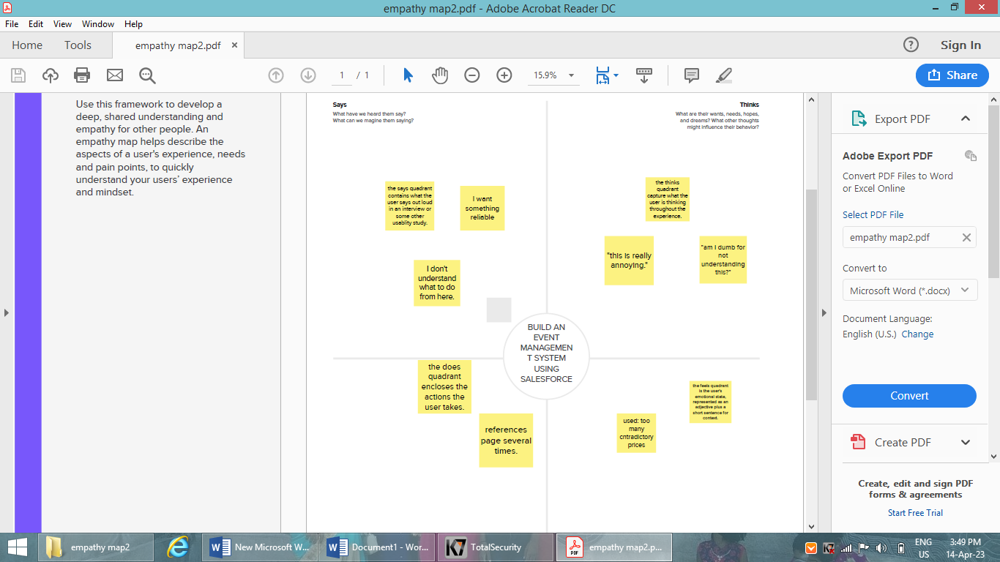 empathy map2.pdf - Adobe Acrobat Reader DC
File Edit View Window Help
Home Tools empathy map2.pdf × Sign In
1 / 1 15.9% Share
Use this framework to develop a
deep, shared understanding and
empathy for other people. An
empathy map helps describe the
aspects of a user's experience, needs
and pain points, to quickly
understand your users' experience
and mindset.
Says
What have we heard them say?
What can we magine them saying?
Thinks
What are their wants, needs, hopes,
and dreams? What other thoughts
might influence their behavior?
the says quadrant
contains what the
user says out loud
in an interview or
some other
usablity study.
I want
something
reliable
I don't
understand
what to do
from here.
the thinks
quadrant
capture what the
user is thinking
throughout the
experience.
"this is really
annoying."
"am I dumb for
not
understanding
this?"
BUILD AN
EVENT
MANAGEMEN
T SYSTEM
USING
SALESFORCE
the does
quadrant
encloses the
actions the
user takes.
references
page several
times.
the feels quadrant
is the user's
emotional state,
represented as an
adjective plus a
short sentence for
context.
used: too
many
cntradictory
prices
Export PDF
Adobe Export PDF
Convert PDF Files to Word
or Excel Online
Select PDF File
empathy map2.pdf
Convert to
Microsoft Word (*.docx)
Document Language:
English (U.S.) Change
Convert
Create PDF
Create, edit and sign PDF
forms & agreements
Start Free Trial
empathy map2
New Microsoft W...
Document1 - Wor...
K7 TotalSecurity
empathy map2.p...
ENG
US
3:49 PM
14-Apr-23